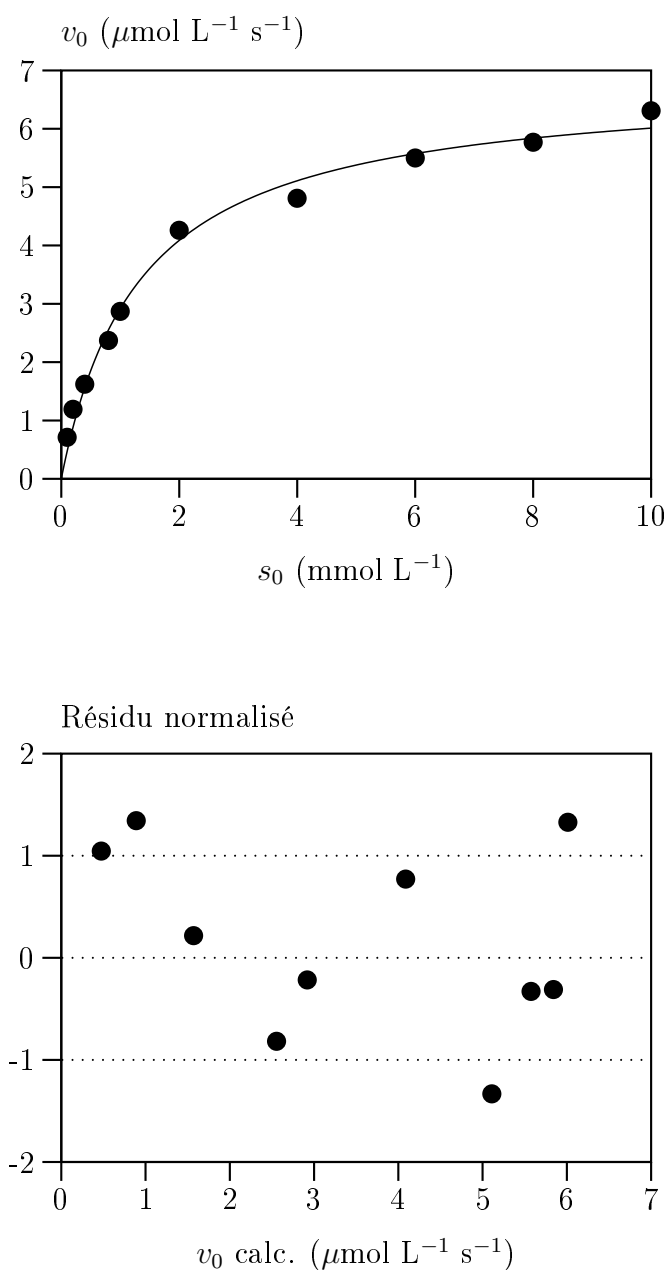 v₀ (μmol L⁻¹ s⁻¹)
7
6
5
4
3
2
1
0
0 2 4 6 8 10
s₀ (mmol L⁻¹)
Résidu normalisé
2
1
0
-1
-2
0 1 2 3 4 5 6 7
v₀ calc. (μmol L⁻¹ s⁻¹)